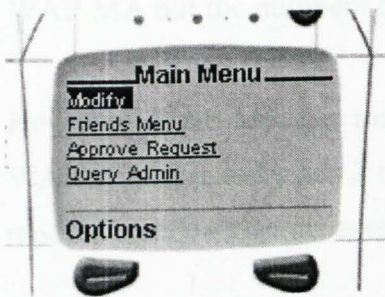 Main Menu
Modify
Friends Menu
Approve Request
Query Admin
Options